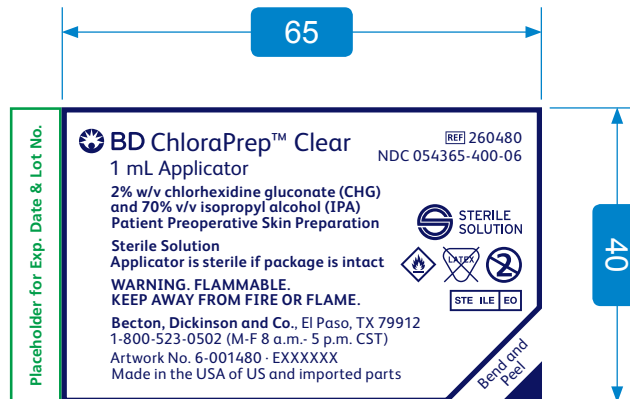 65
BD ChloraPrep™ Clear
1 mL Applicator
REF 260480
NDC 054365-400-06
2% w/v chlorhexidine gluconate (CHG)
and 70% v/v isopropyl alcohol (IPA)
Patient Preoperative Skin Preparation
STERILE
SOLUTION
Sterile Solution
Applicator is sterile if package is intact
LATEX
2
WARNING. FLAMMABLE.
KEEP AWAY FROM FIRE OR FLAME.
STE ILE EO
Becton, Dickinson and Co., El Paso, TX 79912
1-800-523-0502 (M-F 8 a.m.- 5 p.m. CST)
Artwork No. 6-001480 · EXXXXXX
Made in the USA of US and imported parts
Bend and
Peel
Placeholder for Exp. Date & Lot No.
40